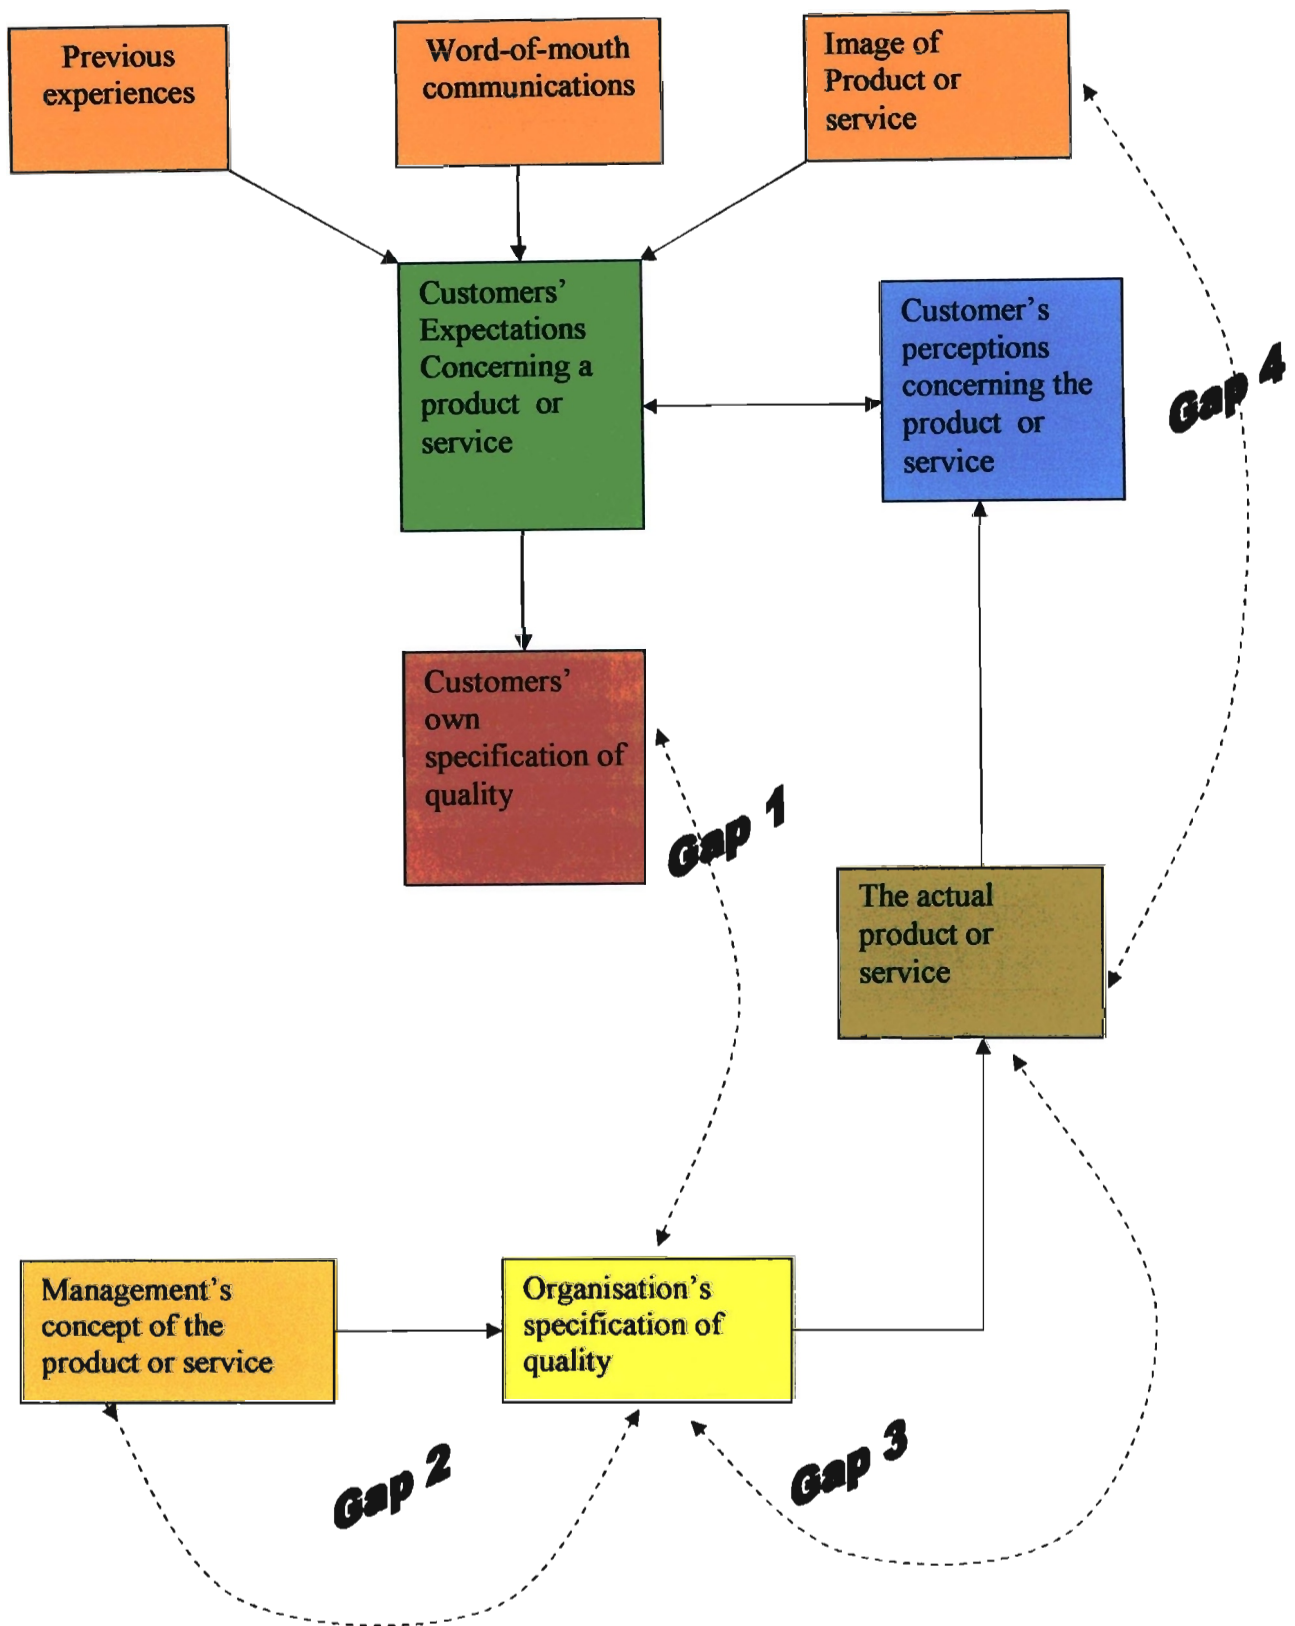 Previous
experiences
Word-of-mouth
communications
Image of
Product or
service
Customers'
Expectations
Concerning a
product or
service
Customer's
perceptions
concerning the
product or
service
Gap 4
Customers'
own
specification of
quality
Gap 1
The actual
product or
service
Management's
concept of the
product or service
Organisation's
specification of
quality
Gap 2
Gap 3